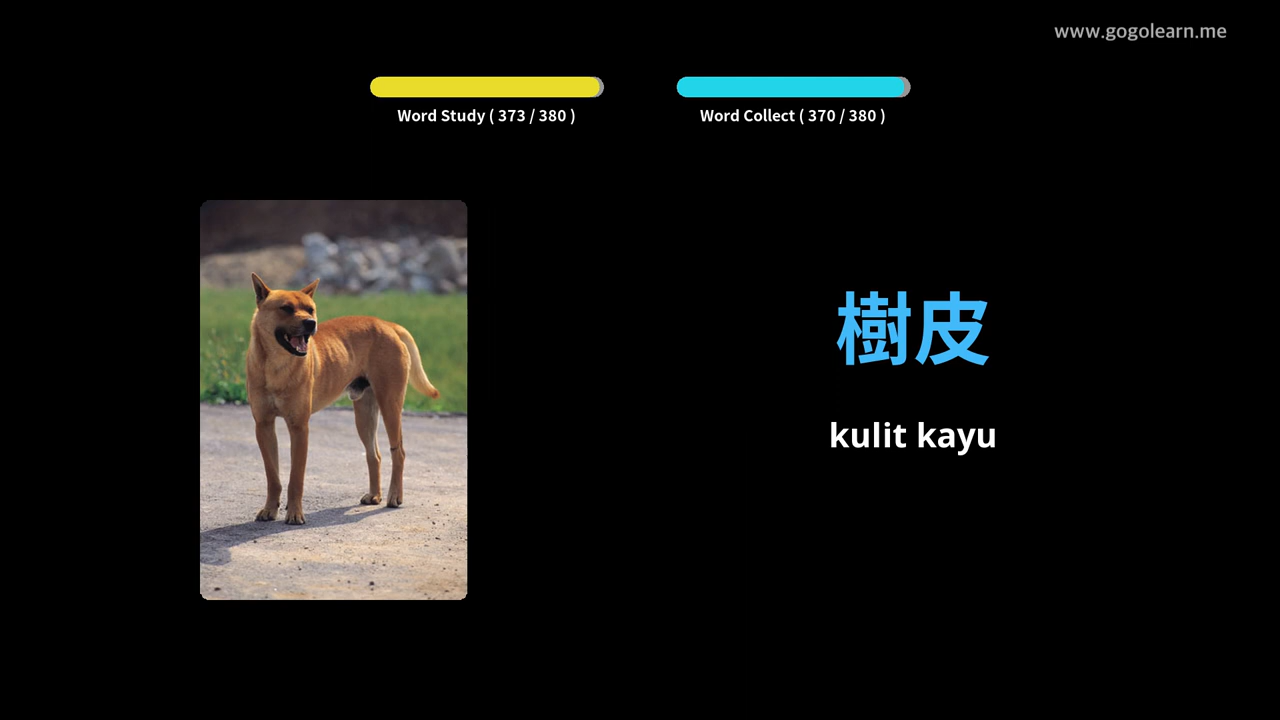 www.gogolearn.me
Word Study ( 373 / 380 )
Word Collect ( 370 / 380 )
樹皮
kulit kayu